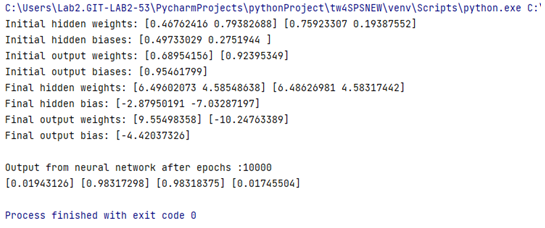 C:\Users\Lab2.GIT-LAB2-53\PycharmProjects\pythonProject\tw4SPSNEW\venv\Scripts\python.exe C:\
Initial hidden weights: [0.46762416 0.79382688] [0.75923307 0.19387552]
Initial hidden biases: [0.49733029 0.2751944 ]
Initial output weights: [0.68954156] [0.92395349]
Initial output biases: [0.95461799]
Final hidden weights: [6.49602073 4.58548638] [6.48626981 4.58317442]
Final hidden bias: [-2.87950191 -7.03287197]
Final output weights: [9.55498358] [-10.24763389]
Final output bias: [-4.42037326]
Output from neural network after epochs :10000
[0.01943126] [0.98317298] [0.98318375] [0.01745504]
Process finished with exit code 0